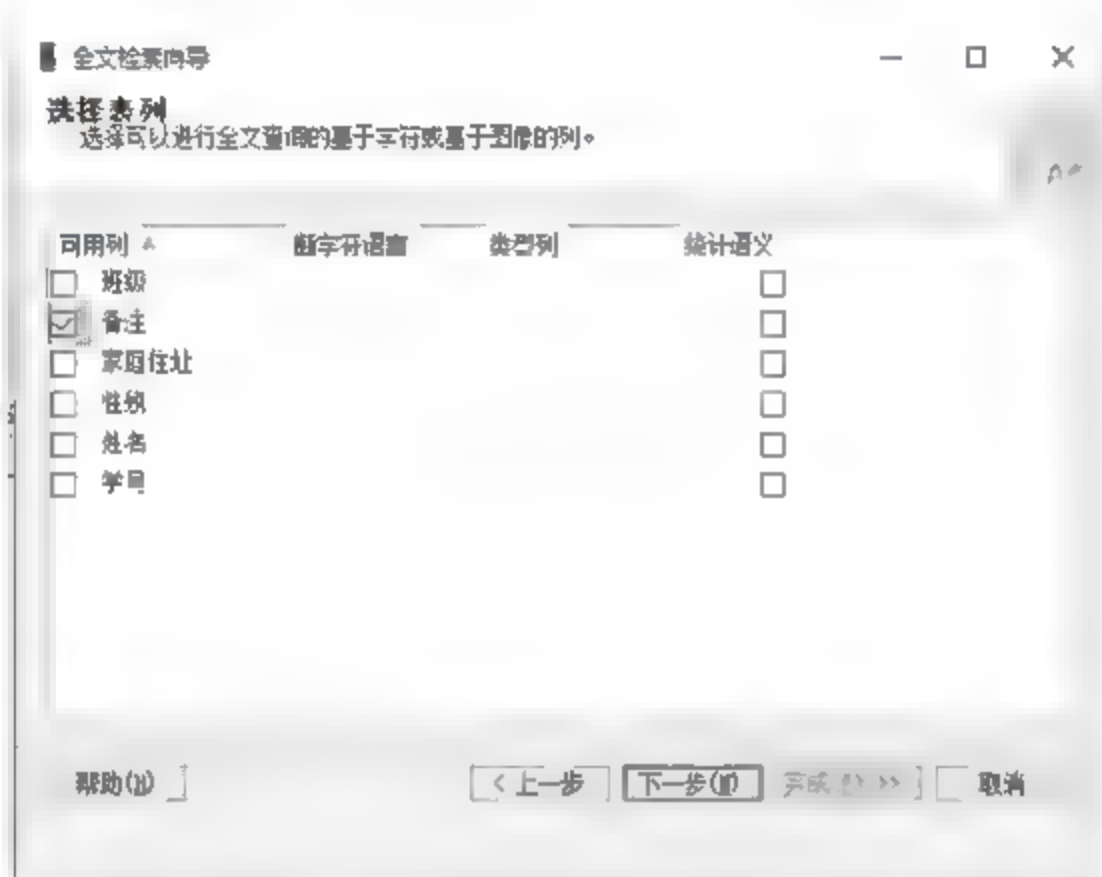 全文检索向导
选择表列
选择可以进行全文查询的基于字符或基于图像的列。
可用列 断字符语言 类型列 统计语义
班级
备注
家庭住址
性别
姓名
学号
帮助(H) < 上一步 下一步(N) 完成 >> 取消